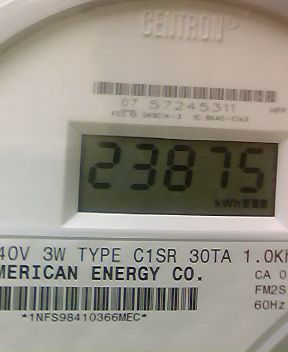 CENTRON®
07 57245311
23875
kWh
40V 3W TYPE C1SR 30TA 1.0K
MERICAN ENERGY CO.
CA 0
FM2S
60Hz
*1NFS98410366MEC*